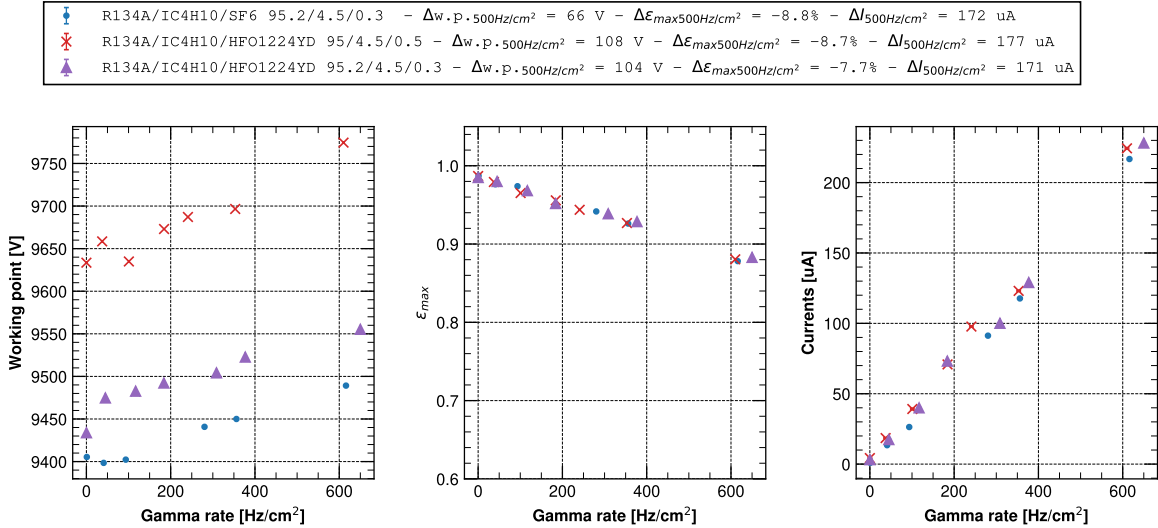 R134A/IC4H10/SF6 95.2/4.5/0.3 - Δw.p.500Hz/cm² = 66 V - Δε_max500Hz/cm² = -8.8% - ΔI500Hz/cm² = 172 uA
R134A/IC4H10/HFO1224YD 95/4.5/0.5 - Δw.p.500Hz/cm² = 108 V - Δε_max500Hz/cm² = -8.7% - ΔI500Hz/cm² = 177 uA
R134A/IC4H10/HFO1224YD 95.2/4.5/0.3 - Δw.p.500Hz/cm² = 104 V - Δε_max500Hz/cm² = -7.7% - ΔI500Hz/cm² = 171 uA
Working point [V]
9750
9700
9650
9600
9550
9500
9450
9400
0 200 400 600
Gamma rate [Hz/cm²]
ε_max
1.0
0.9
0.8
0.7
0.6
0 200 400 600
Gamma rate [Hz/cm²]
Currents [uA]
200
150
100
50
0
0 200 400 600
Gamma rate [Hz/cm²]